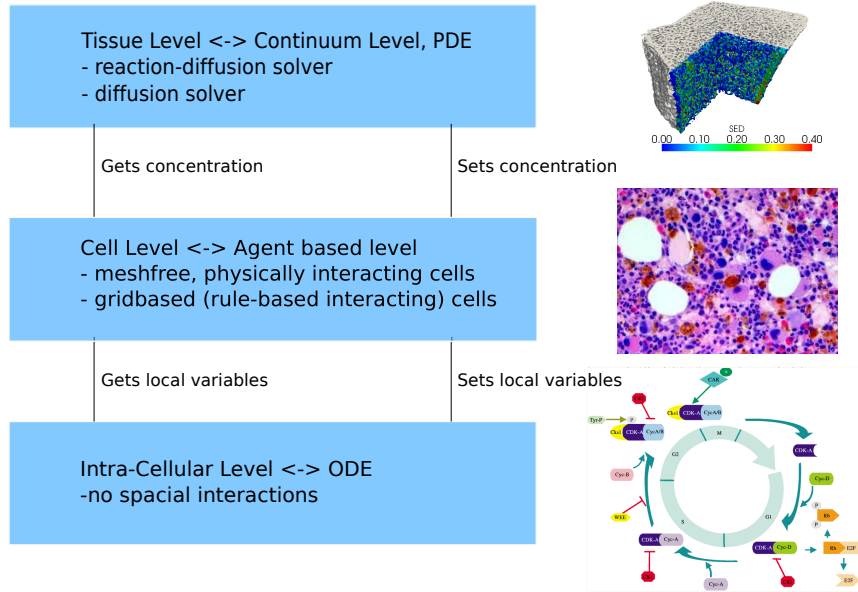 Tissue Level <-> Continuum Level, PDE
- reaction-diffusion solver
- diffusion solver
SED
0.00 0.10 0.20 0.30 0.40
Gets concentration
Sets concentration
Cell Level <-> Agent based level
- meshfree, physically interacting cells
- gridbased (rule-based interacting) cells
Gets local variables
Sets local variables
Intra-Cellular Level <-> ODE
-no spacial interactions
CAK
Cks1 CDK-A CycA/B
Tyr-P
P
Cks1 CDK-A CycA/B
M
G2
CDK-A
Cyc-B
Cyc-D
P
Rb
P
WEE
S
G1
CDK-A Cyc-A
CDK-A Cyc-D
Rb E2F
Cyc-A
E2F